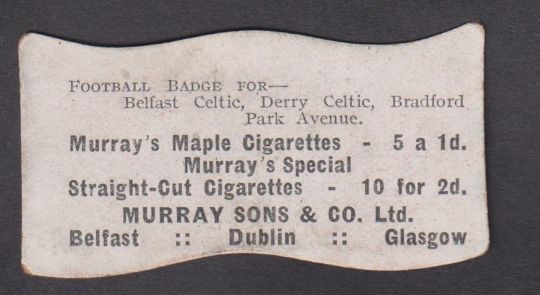 FOOTBALL BADGE FOR—
Belfast Celtic, Derry Celtic, Bradford
Park Avenue.
Murray's Maple Cigarettes - 5 a 1d.
Murray's Special
Straight-Cut Cigarettes - 10 for 2d.
MURRAY SONS & CO. Ltd.
Belfast :: Dublin :: Glasgow